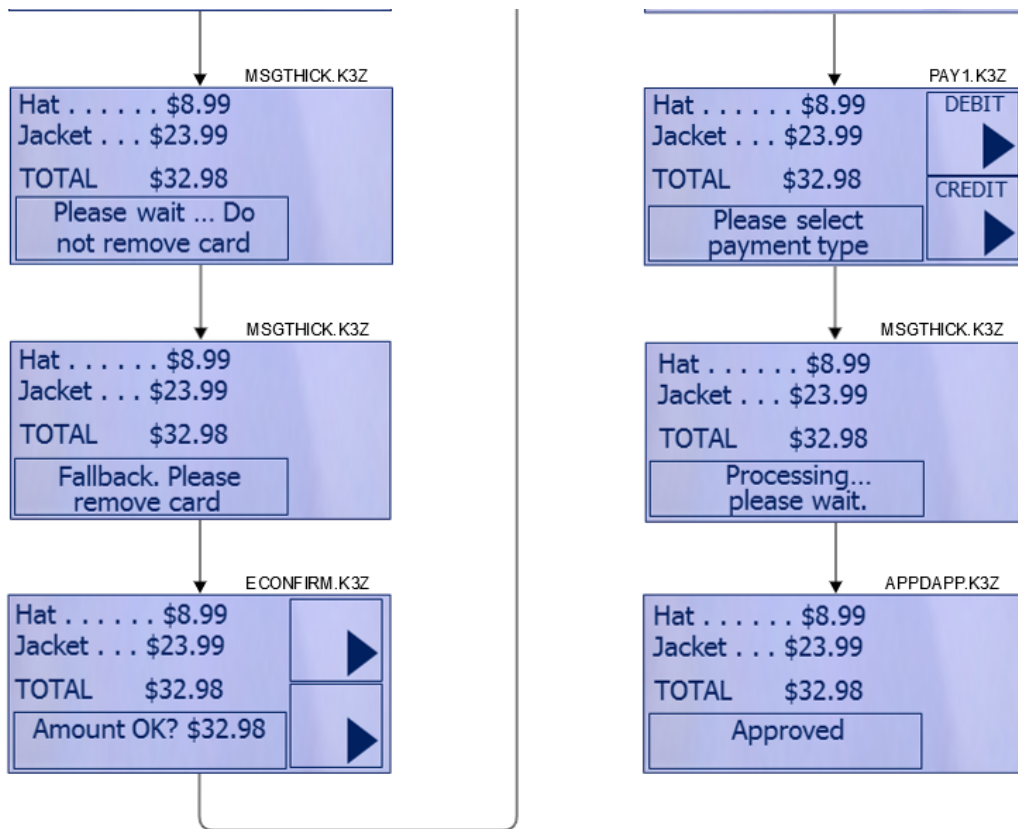 MSGTHICK.K3Z
Hat . . . . . . $8.99
Jacket . . . $23.99
TOTAL $32.98
Please wait ... Do
not remove card
MSGTHICK.K3Z
Hat . . . . . . $8.99
Jacket . . . $23.99
TOTAL $32.98
Fallback. Please
remove card
ECONFIRM.K3Z
Hat . . . . . . $8.99
Jacket . . . $23.99
TOTAL $32.98
Amount OK? $32.98
PAY1.K3Z
Hat . . . . . . $8.99
Jacket . . . $23.99
TOTAL $32.98
Please select
payment type
DEBIT
CREDIT
MSGTHICK.K3Z
Hat . . . . . . $8.99
Jacket . . . $23.99
TOTAL $32.98
Processing...
please wait.
APPDAPP.K3Z
Hat . . . . . . $8.99
Jacket . . . $23.99
TOTAL $32.98
Approved